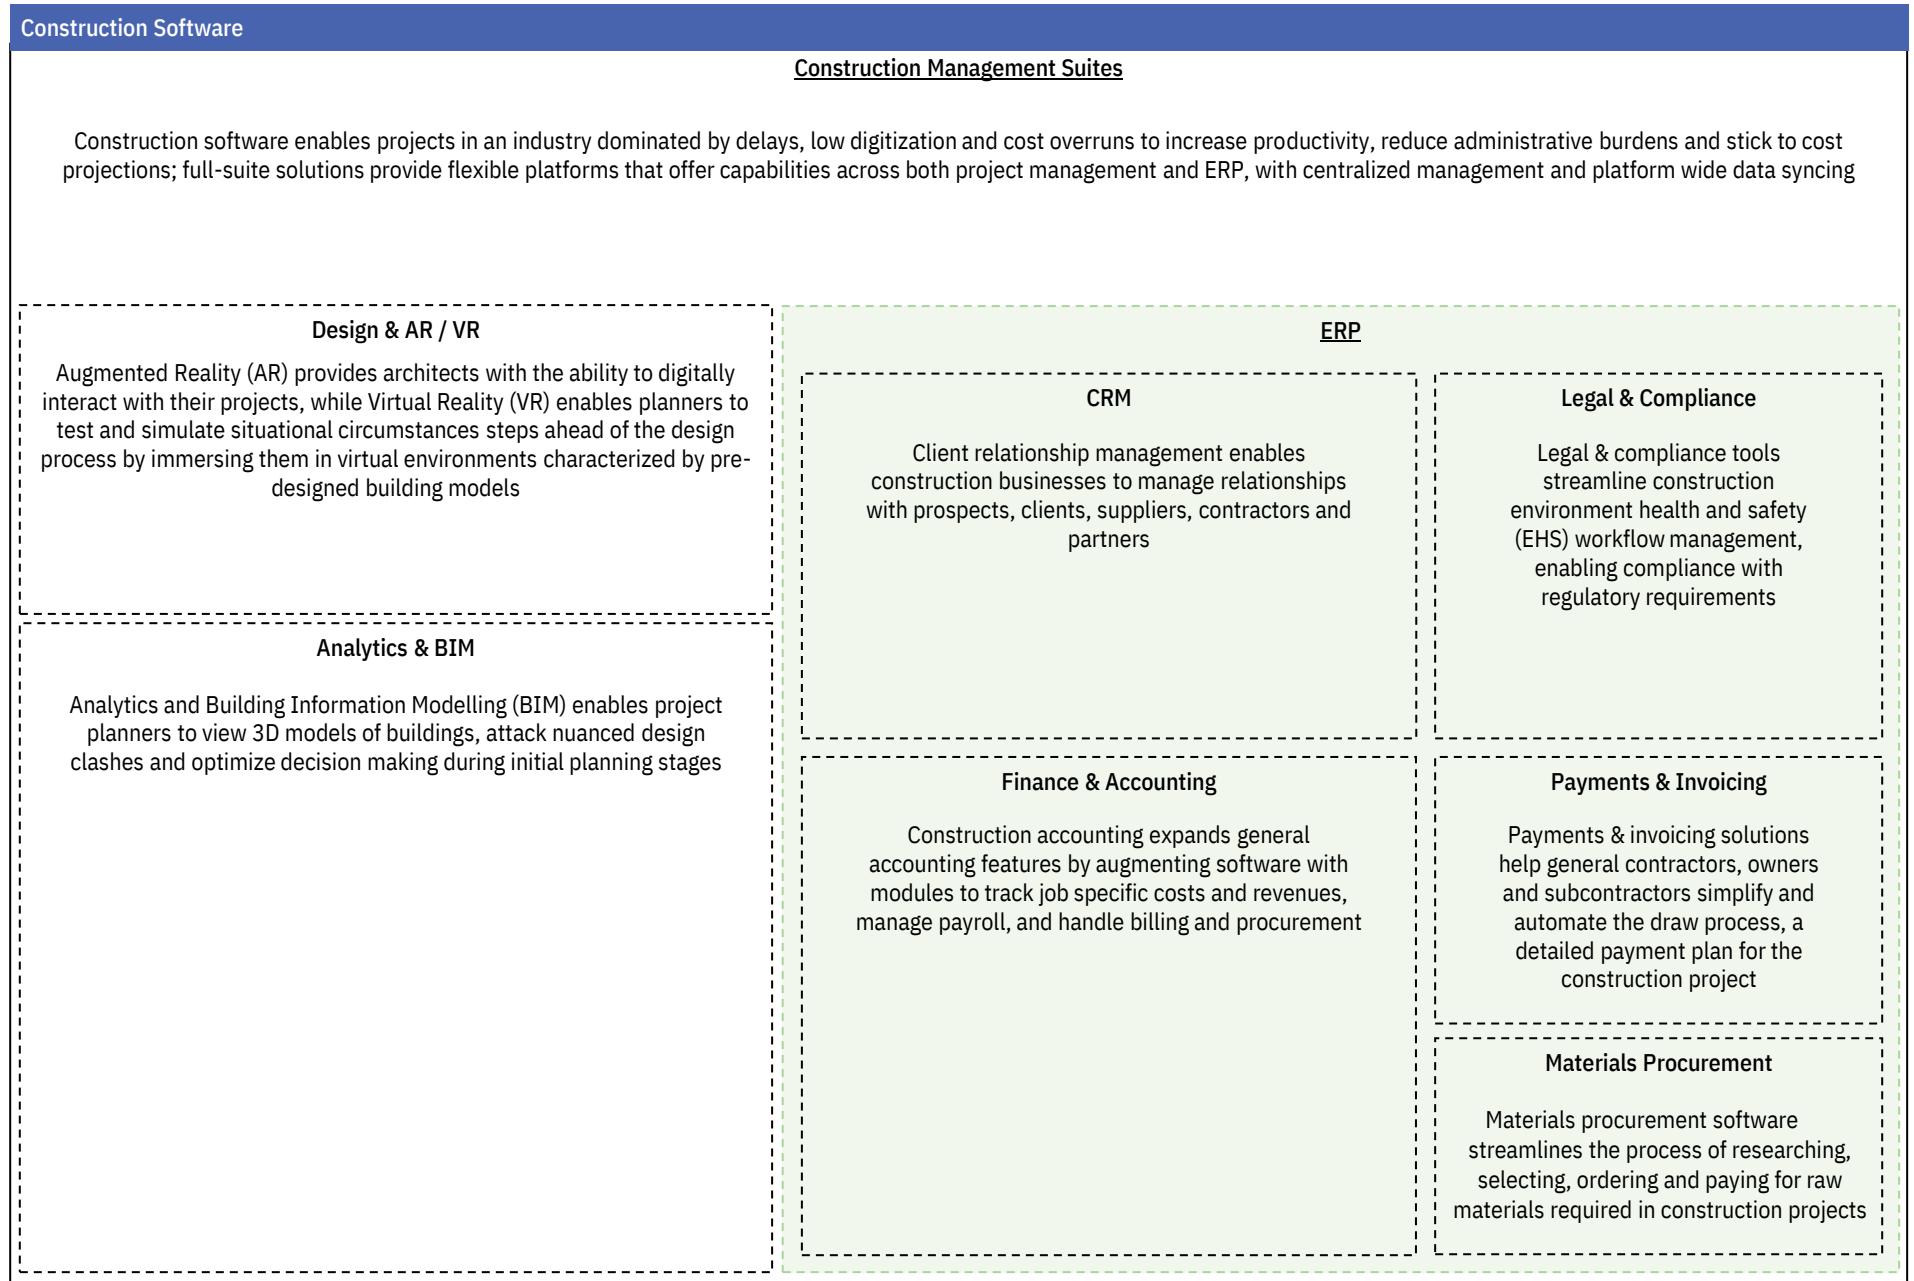 Construction Software
Construction Management Suites
Construction software enables projects in an industry dominated by delays, low digitization and cost overruns to increase productivity, reduce administrative burdens and stick to cost
projections; full-suite solutions provide flexible platforms that offer capabilities across both project management and ERP, with centralized management and platform wide data syncing
Design & AR / VR
Augmented Reality (AR) provides architects with the ability to digitally
interact with their projects, while Virtual Reality (VR) enables planners to
test and simulate situational circumstances steps ahead of the design
process by immersing them in virtual environments characterized by pre-
designed building models
Analytics & BIM
Analytics and Building Information Modelling (BIM) enables project
planners to view 3D models of buildings, attack nuanced design
clashes and optimize decision making during initial planning stages
ERP
CRM
Client relationship management enables
construction businesses to manage relationships
with prospects, clients, suppliers, contractors and
partners
Legal & Compliance
Legal & compliance tools
streamline construction
environment health and safety
(EHS) workflow management,
enabling compliance with
regulatory requirements
Finance & Accounting
Construction accounting expands general
accounting features by augmenting software with
modules to track job specific costs and revenues,
manage payroll, and handle billing and procurement
Payments & Invoicing
Payments & invoicing solutions
help general contractors, owners
and subcontractors simplify and
automate the draw process, a
detailed payment plan for the
construction project
Materials Procurement
Materials procurement software
streamlines the process of researching,
selecting, ordering and paying for raw
materials required in construction projects